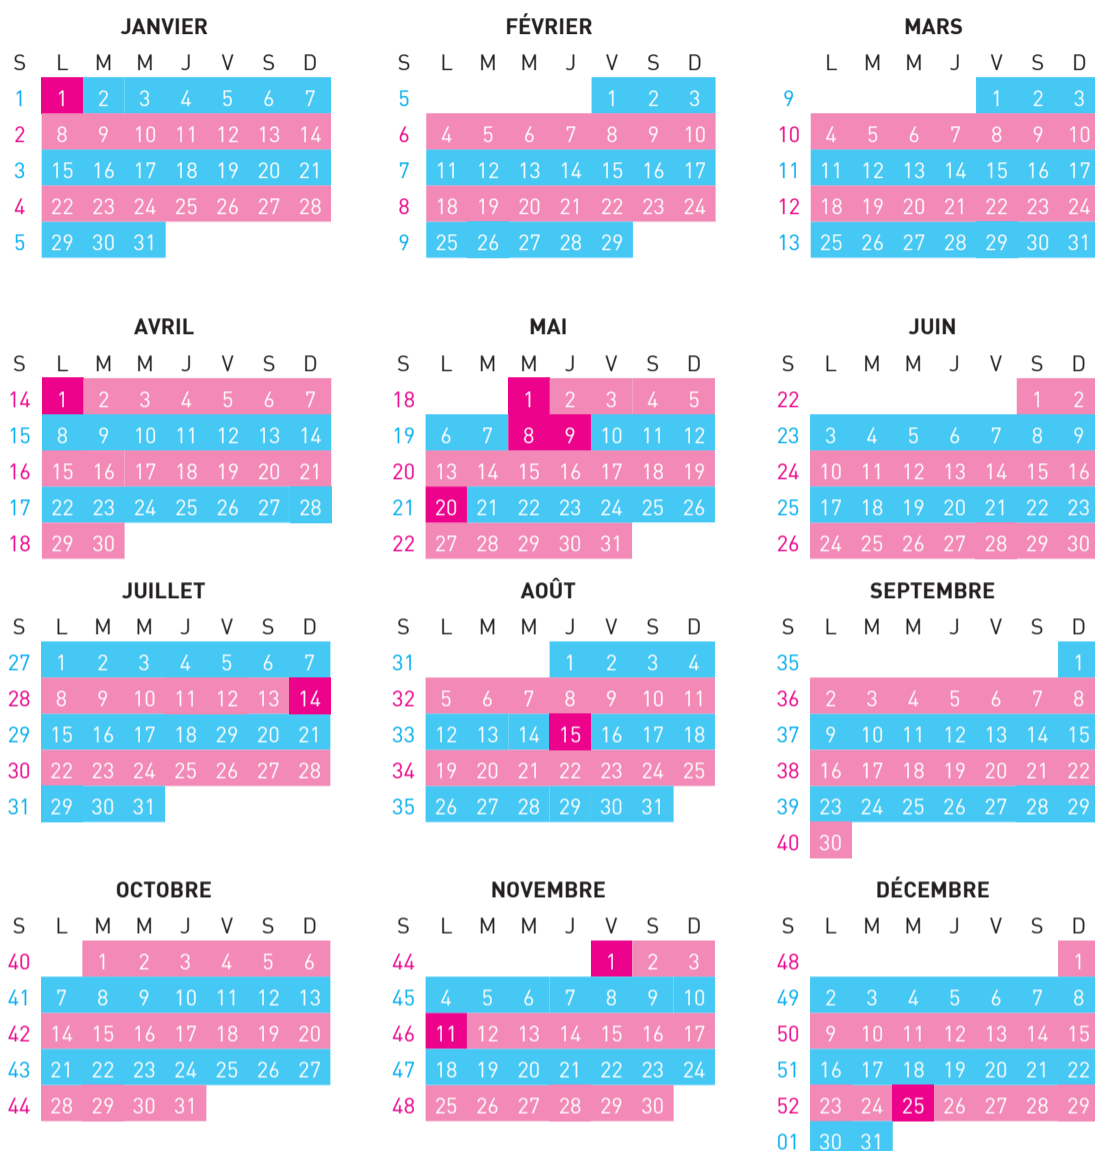 JANVIER
S L M M J V S D
1 1 2 3 4 5 6 7
2 8 9 10 11 12 13 14
3 15 16 17 18 19 20 21
4 22 23 24 25 26 27 28
5 29 30 31
FÉVRIER
S L M M J V S D
5 1 2 3
6 4 5 6 7 8 9 10
7 11 12 13 14 15 16 17
8 18 19 20 21 22 23 24
9 25 26 27 28 29
MARS
S L M M J V S D
9 1 2 3
10 4 5 6 7 8 9 10
11 11 12 13 14 15 16 17
12 18 19 20 21 22 23 24
13 25 26 27 28 29 30 31
AVRIL
S L M M J V S D
14 1 2 3 4 5 6 7
15 8 9 10 11 12 13 14
16 15 16 17 18 19 20 21
17 22 23 24 25 26 27 28
18 29 30
MAI
S L M M J V S D
18 1 2 3 4 5
19 6 7 8 9 10 11 12
20 13 14 15 16 17 18 19
21 20 21 22 23 24 25 26
22 27 28 29 30 31
JUIN
S L M M J V S D
22 1 2
23 3 4 5 6 7 8 9
24 10 11 12 13 14 15 16
25 17 18 19 20 21 22 23
26 24 25 26 27 28 29 30
JUILLET
S L M M J V S D
27 1 2 3 4 5 6 7
28 8 9 10 11 12 13 14
29 15 16 17 18 29 20 21
30 22 23 24 25 26 27 28
31 29 30 31
AOÛT
S L M M J V S D
31 1 2 3 4
32 5 6 7 8 9 10 11
33 12 13 14 15 16 17 18
34 19 20 21 22 23 24 25
35 26 27 28 29 30 31
SEPTEMBRE
S L M M J V S D
35 1
36 2 3 4 5 6 7 8
37 9 10 11 12 13 14 15
38 16 17 18 19 20 21 22
39 23 24 25 26 27 28 29
40 30
OCTOBRE
S L M M J V S D
40 1 2 3 4 5 6
41 7 8 9 10 11 12 13
42 14 15 16 17 18 19 20
43 21 22 23 24 25 26 27
44 28 29 30 31
NOVEMBRE
S L M M J V S D
44 1 2 3
45 4 5 6 7 8 9 10
46 11 12 13 14 15 16 17
47 18 19 20 21 22 23 24
48 25 26 27 28 29 30
DÉCEMBRE
S L M M J V S D
48 1
49 2 3 4 5 6 7 8
50 9 10 11 12 13 14 15
51 16 17 18 19 20 21 22
52 23 24 25 26 27 28 29
01 30 31